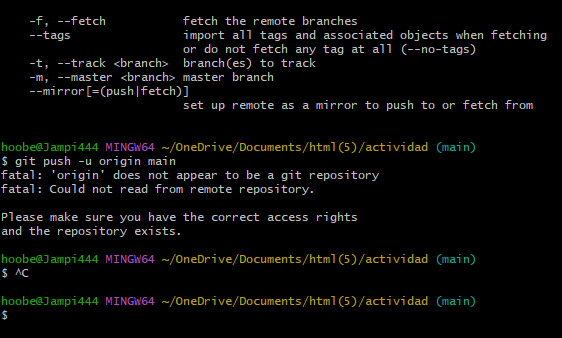 -f, --fetch           fetch the remote branches
--tags                import all tags and associated objects when fetching
                      or do not fetch any tag at all (--no-tags)
-t, --track <branch>  branch(es) to track
-m, --master <branch> master branch
--mirror[=(push|fetch)]
                      set up remote as a mirror to push to or fetch from
hoobe@Jampi444 MINGW64 ~/OneDrive/Documents/html(5)/actividad (main)
$ git push -u origin main
fatal: 'origin' does not appear to be a git repository
fatal: Could not read from remote repository.
Please make sure you have the correct access rights
and the repository exists.
hoobe@Jampi444 MINGW64 ~/OneDrive/Documents/html(5)/actividad (main)
$ ^C
hoobe@Jampi444 MINGW64 ~/OneDrive/Documents/html(5)/actividad (main)
$